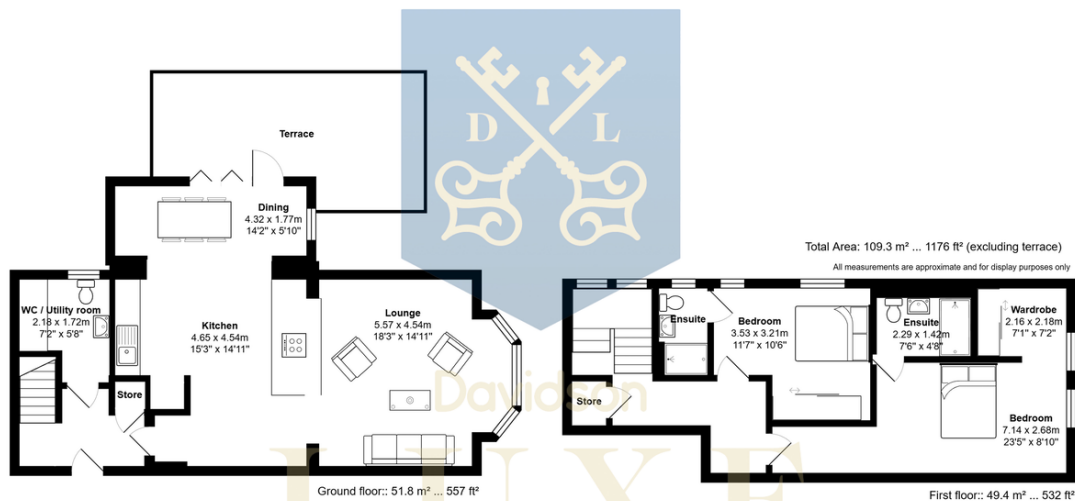 D L
Terrace
Dining
4.32 x 1.77m
14'2" x 5'10"
Total Area: 109.3 m² ... 1176 ft² (excluding terrace)
All measurements are approximate and for display purposes only
WC / Utility room
2.18 x 1.72m
7'2" x 5'8"
Kitchen
4.65 x 4.54m
15'3" x 14'11"
Lounge
5.57 x 4.54m
18'3" x 14'11"
Store
Ensuite
Bedroom
3.53 x 3.21m
11'7" x 10'6"
Ensuite
2.29 x 1.42m
7'6" x 4'8"
Wardrobe
2.16 x 2.18m
7'1" x 7'2"
Store
Bedroom
7.14 x 2.68m
23'5" x 8'10"
Davidson
LUXE
Ground floor:: 51.8 m² ... 557 ft²
First floor:: 49.4 m² ... 532 ft²